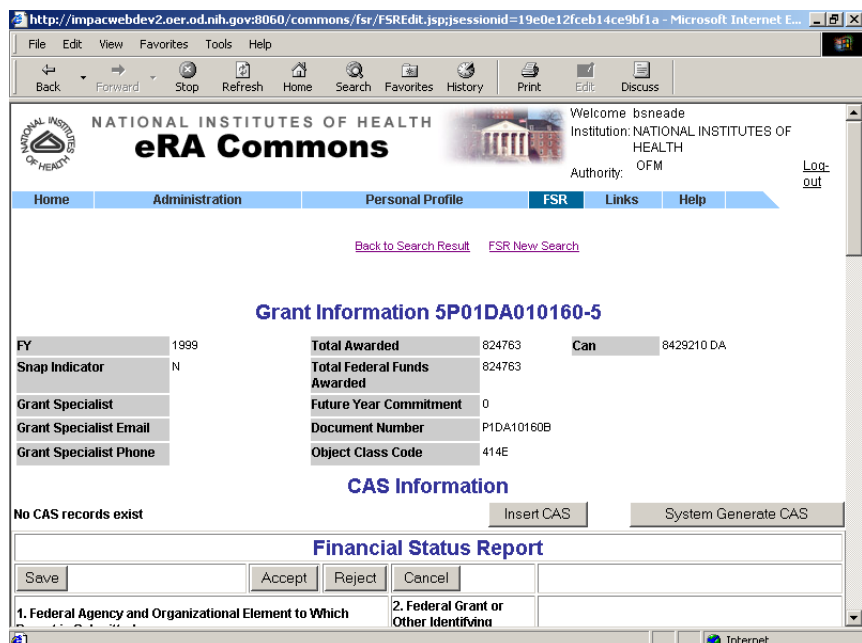 http://impacwebdev2.oer.od.nih.gov:8060/commons/fsr/FSREdit.jsp;jsessionid=19e0e12fceb14ce9bf1a - Microsoft Internet E...
File Edit View Favorites Tools Help
Back Forward Stop Refresh Home Search Favorites History Print Edit Discuss
NATIONAL INSTITUTES OF HEALTH
eRA Commons
Welcome bsneade
Institution: NATIONAL INSTITUTES OF HEALTH
Authority: OFM
Log-out
Home Administration Personal Profile FSR Links Help
Back to Search Result FSR New Search
Grant Information 5P01DA010160-5
FY 1999 Total Awarded 824763 Can 8429210 DA
Snap Indicator N Total Federal Funds Awarded 824763
Grant Specialist Future Year Commitment 0
Grant Specialist Email Document Number P1DA10160B
Grant Specialist Phone Object Class Code 414E
CAS Information
No CAS records exist Insert CAS System Generate CAS
Financial Status Report
Save Accept Reject Cancel
1. Federal Agency and Organizational Element to Which
2. Federal Grant or
Other Identifying
Internet